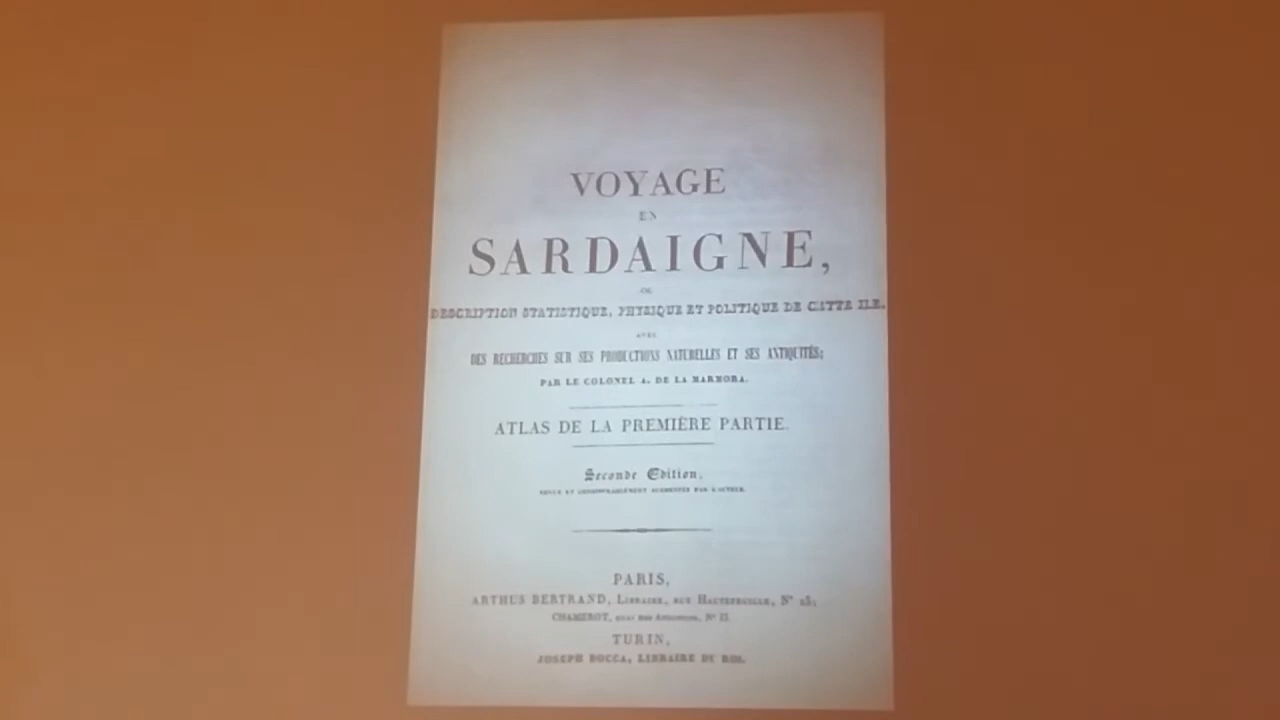 VOYAGE
EN
SARDAIGNE,
OU
DESCRIPTION STATISTIQUE, PHYSIQUE ET POLITIQUE DE CETTE ILE,
AVEC
DES RECHERCHES SUR SES PRODUCTIONS NATURELLES ET SES ANTIQUITÉS;
PAR LE COLONEL A. DE LA MARMORA.
ATLAS DE LA PREMIÈRE PARTIE.
Seconde Edition,
REVUE ET CONSIDÉRABLEMENT AUGMENTÉE PAR L'AUTEUR.
PARIS,
ARTHUS BERTRAND, LIBRAIRE, RUE HAUTEFEUILLE, N° 23;
CHAMEROT, QUAI DES AUGUSTINS, N°
TURIN,
JOSEPH BOCCA, LIBRAIRE DU ROI.